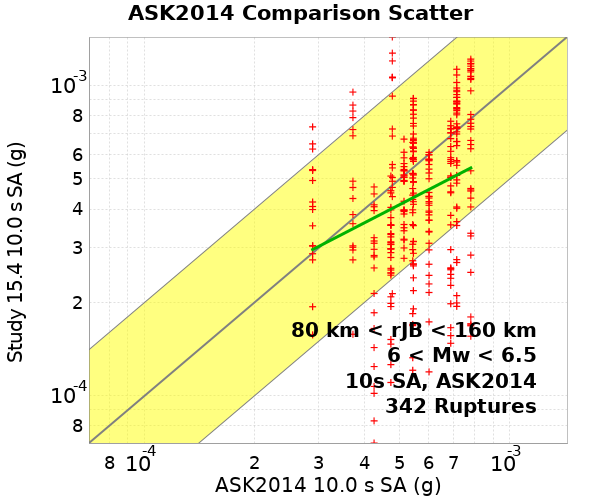 ASK2014 Comparison Scatter
Study 15.4 10.0 s SA (g)
10-3
8
6
5
4
3
2
10-4
8
80 km < rJB < 160 km
6 < Mw < 6.5
10s SA, ASK2014
342 Ruptures
8 10-4 2 3 4 5 6 7 10-3
ASK2014 10.0 s SA (g)